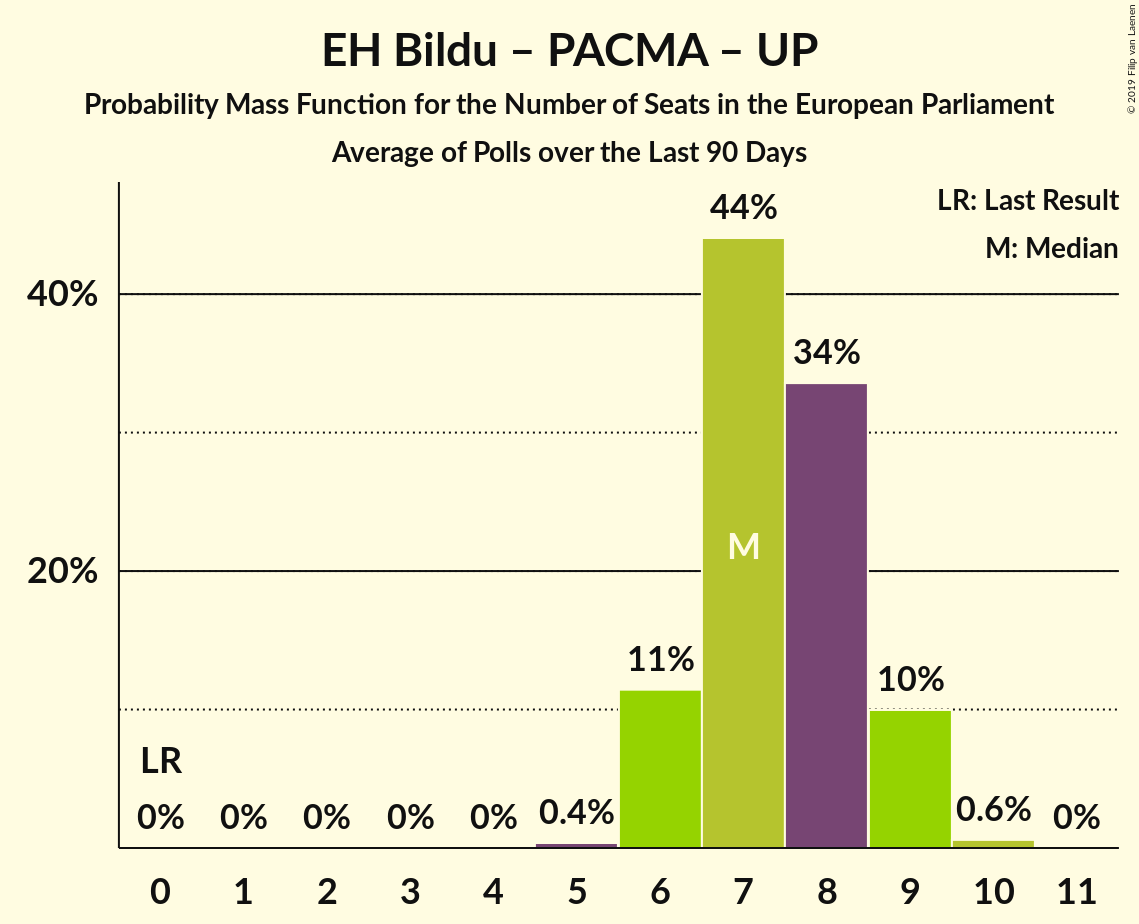 EH Bildu – PACMA – UP
Probability Mass Function for the Number of Seats in the European Parliament
Average of Polls over the Last 90 Days
© 2019 Filip van Laenen
LR: Last Result
M: Median
40%
20%
44%
34%
M
11%
10%
LR
0%
0%
0%
0%
0%
0.4%
0.6%
0%
0 1 2 3 4 5 6 7 8 9 10 11